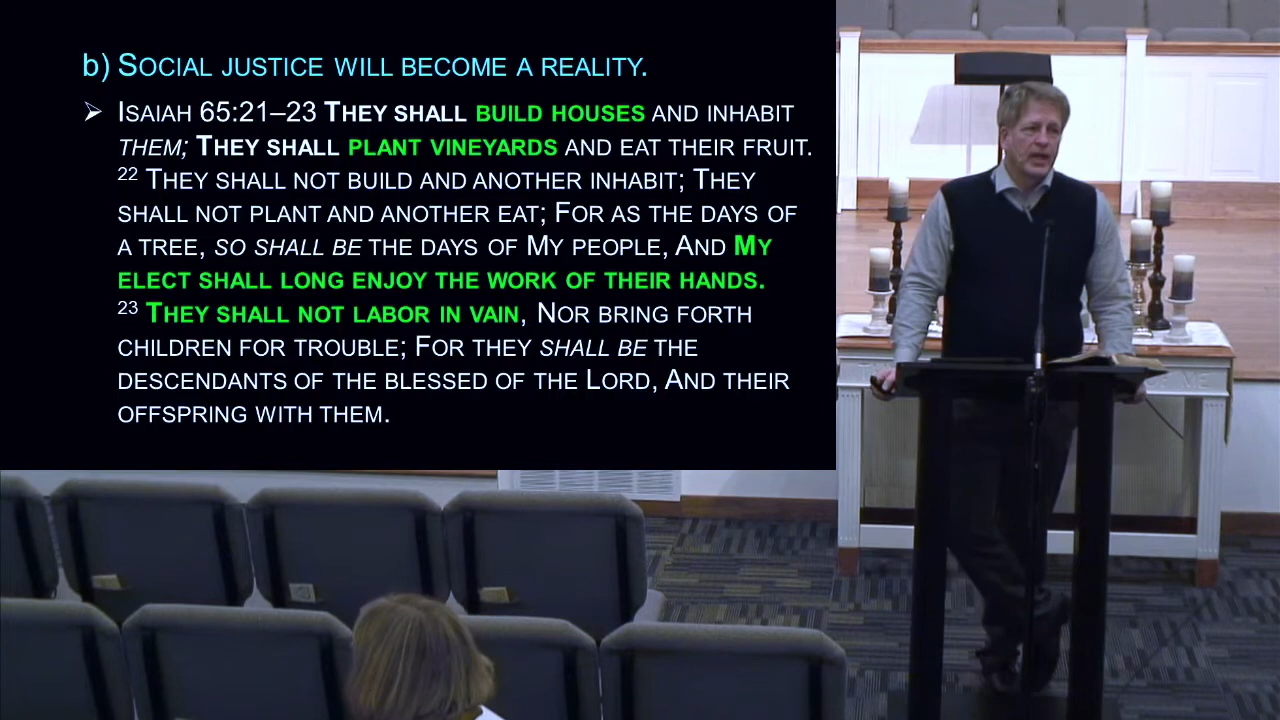 b) SOCIAL JUSTICE WILL BECOME A REALITY.
➢ ISAIAH 65:21–23 THEY SHALL BUILD HOUSES AND INHABIT
THEM; THEY SHALL PLANT VINEYARDS AND EAT THEIR FRUIT.
22 THEY SHALL NOT BUILD AND ANOTHER INHABIT; THEY
SHALL NOT PLANT AND ANOTHER EAT; FOR AS THE DAYS OF
A TREE, SO SHALL BE THE DAYS OF MY PEOPLE, AND MY
ELECT SHALL LONG ENJOY THE WORK OF THEIR HANDS.
23 THEY SHALL NOT LABOR IN VAIN, NOR BRING FORTH
CHILDREN FOR TROUBLE; FOR THEY SHALL BE THE
DESCENDANTS OF THE BLESSED OF THE LORD, AND THEIR
OFFSPRING WITH THEM.